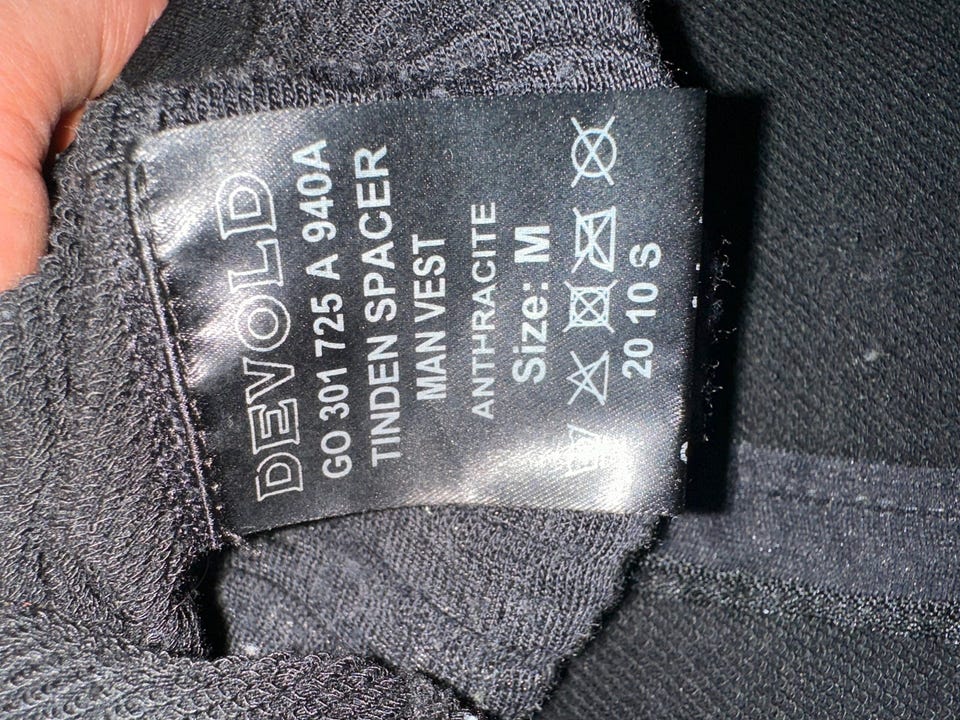 DEVOLD
GO 301 725 A 940A
TINDEN SPACER
MAN VEST
ANTHRACITE
Size: M
20 10 S